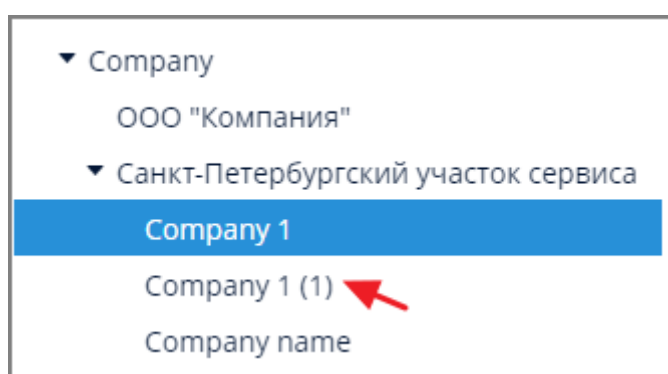 Company
ООО "Компания"
Санкт-Петербургский участок сервиса
Company 1
Company 1 (1)
Company name